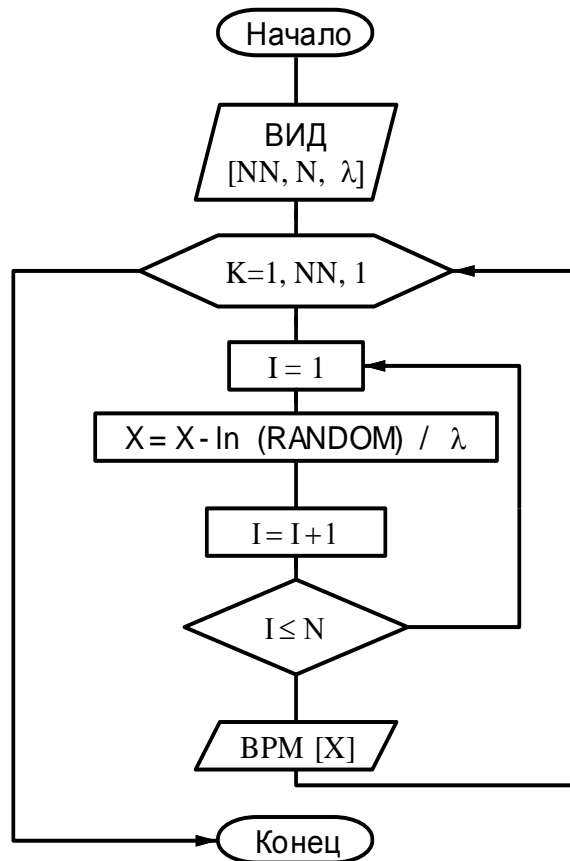 Начало
ВИД
[NN, N, λ]
K=1, NN, 1
I = 1
X = X - ln (RANDOM) / λ
I = I + 1
I ≤ N
ВРМ [X]
Конец